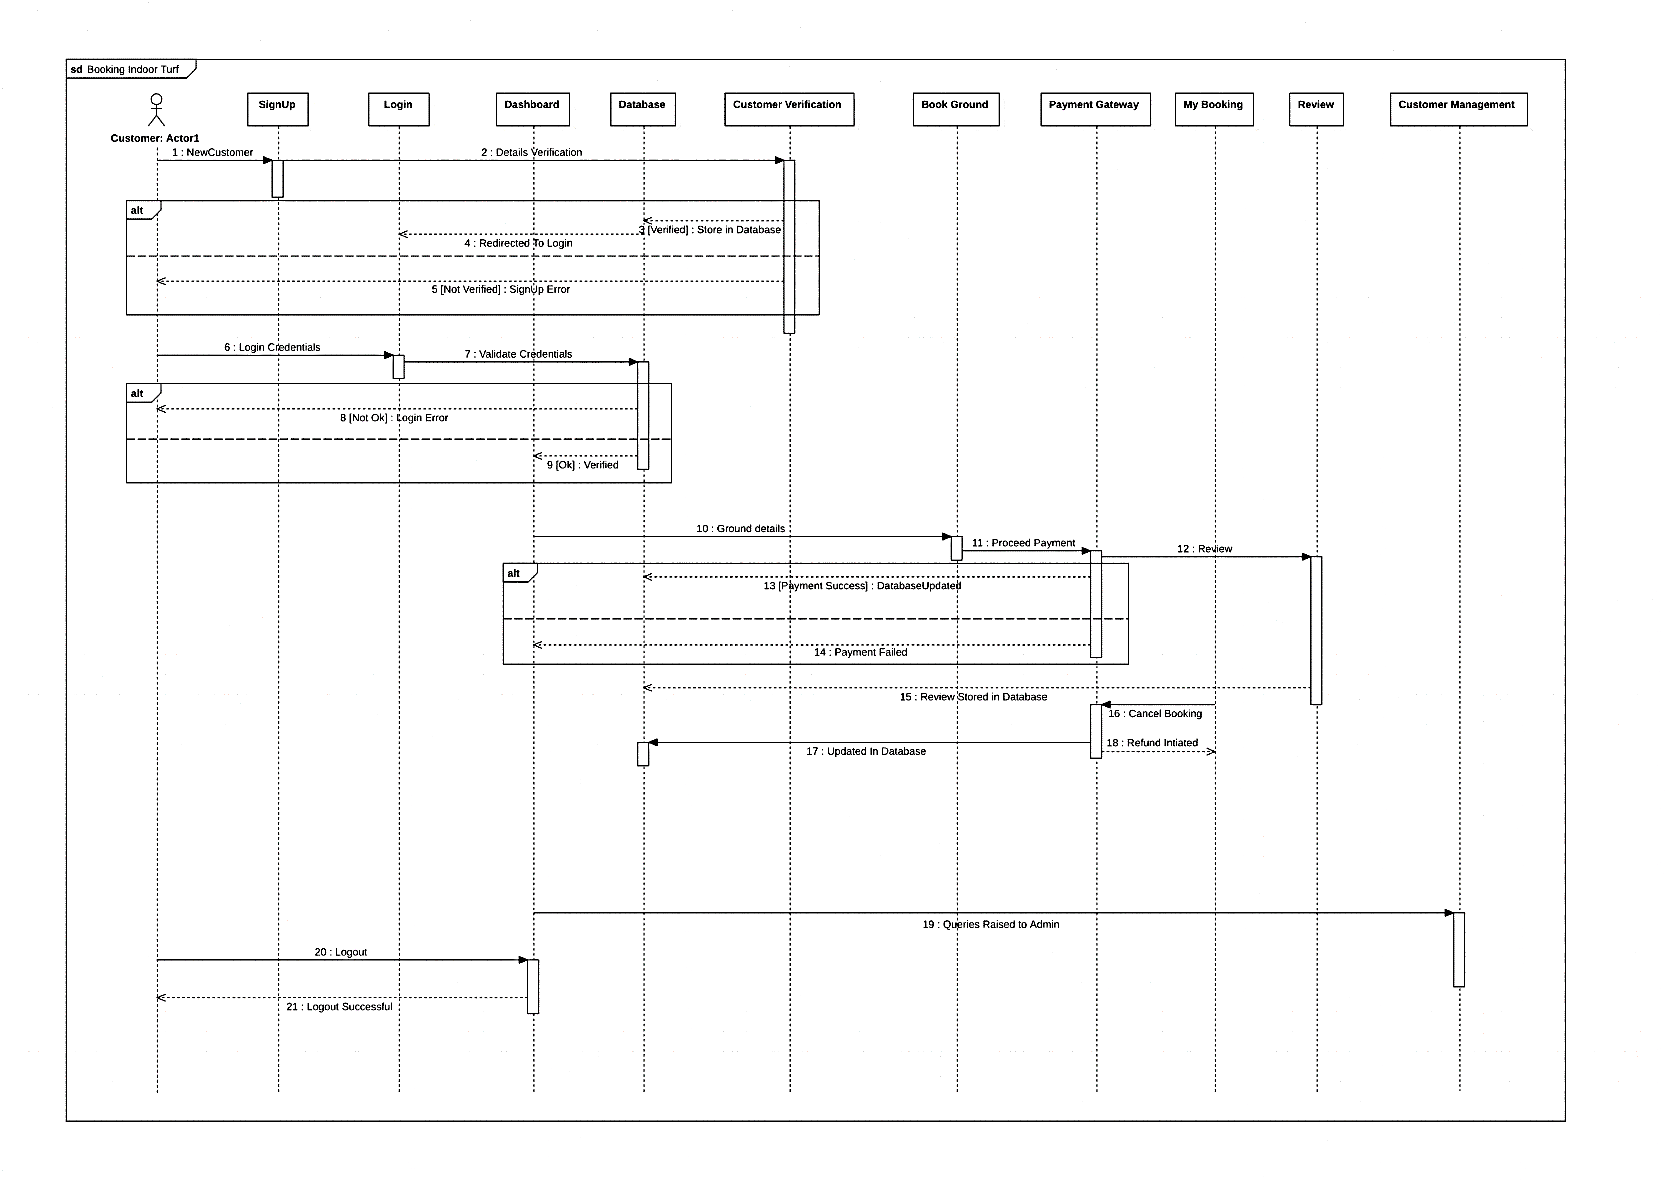 sd Booking Indoor Turf
SignUp
Login
Dashboard
Database
Customer Verification
Book Ground
Payment Gateway
My Booking
Review
Customer Management
Customer: Actor1
1 : NewCustomer
2 : Details Verification
alt
3 [Verified] : Store in Database
4 : Redirected To Login
5 [Not Verified] : SignUp Error
6 : Login Credentials
7 : Validate Credentials
alt
8 [Not Ok] : Login Error
9 [Ok] : Verified
10 : Ground details
11 : Proceed Payment
12 : Review
alt
13 [Payment Success] : DatabaseUpdated
14 : Payment Failed
15 : Review Stored in Database
16 : Cancel Booking
17 : Updated In Database
18 : Refund Intiated
19 : Queries Raised to Admin
20 : Logout
21 : Logout Successful